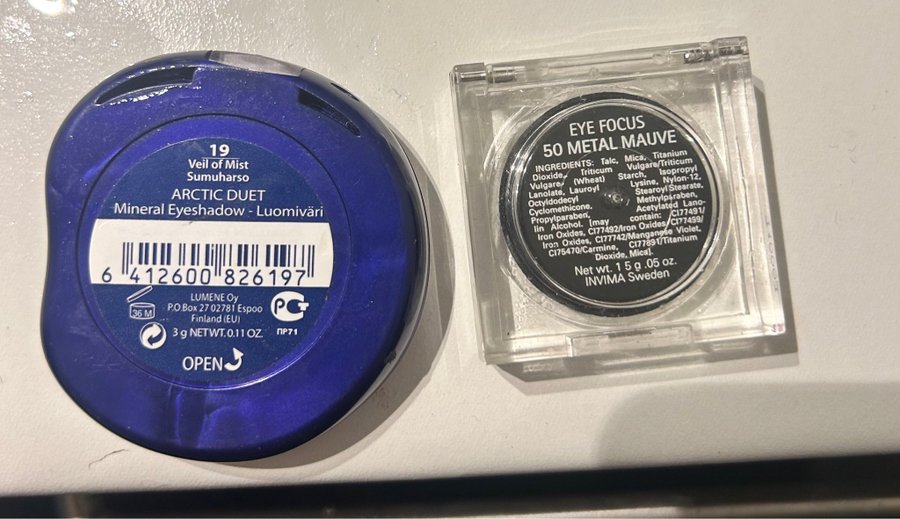 19
Veil of Mist
Sumuharso
ARCTIC DUET
Mineral Eyeshadow - Luomiväri
6 412600 826197
36 M
LUMENE Oy
P.O.Box 27 02781 Espoo
Finland (EU)
3 g NETWT. 0.11 OZ.
РСТ
ПР71
OPEN
EYE FOCUS
50 METAL MAUVE
INGREDIENTS: Talc, Mica, Titanium
Dioxide, Triticum Vulgare/Triticum
Vulgare (Wheat) Starch, Isopropyl
Lanolate, Lauroyl Lysine, Nylon-12,
Octyldodecyl Stearoyl Stearate,
Cyclomethicone, Methylparaben,
Propylparaben, Acetylated Lano-
lin Alcohol. [may contain: CI77491/
Iron Oxides, CI77492/Iron Oxides, CI77499/
Iron Oxides, CI77742/Manganese Violet,
CI75470/Carmine, CI77891/Titanium
Dioxide, Mica].
Net wt. 1 5 g .05 oz.
INVIMA Sweden